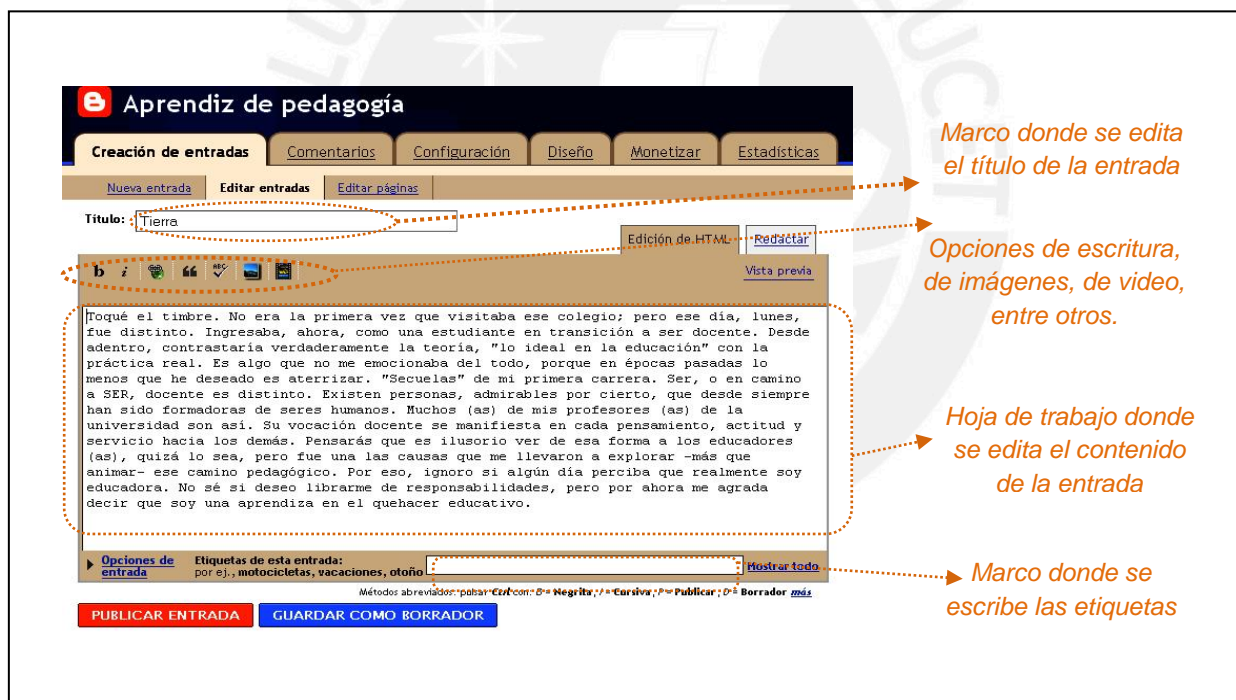 Aprendiz de pedagogía
Creación de entradas Comentarios Configuración Diseño Monetizar Estadísticas
Nueva entrada Editar entradas Editar páginas
Título: Tierra
Edición de HTML Redactar
b i ABC
Vista previa
Toqué el timbre. No era la primera vez que visitaba ese colegio; pero ese día, lunes,
fue distinto. Ingresaba, ahora, como una estudiante en transición a ser docente. Desde
adentro, contrastaría verdaderamente la teoría, "lo ideal en la educación" con la
práctica real. Es algo que no me emocionaba del todo, porque en épocas pasadas lo
menos que he deseado es aterrizar. "Secuelas" de mi primera carrera. Ser, o en camino
a SER, docente es distinto. Existen personas, admirables por cierto, que desde siempre
han sido formadoras de seres humanos. Muchos (as) de mis profesores (as) de la
universidad son así. Su vocación docente se manifiesta en cada pensamiento, actitud y
servicio hacia los demás. Pensarás que es ilusorio ver de esa forma a los educadores
(as), quizá lo sea, pero fue una las causas que me llevaron a explorar –más que
animar- ese camino pedagógico. Por eso, ignoro si algún día perciba que realmente soy
educadora. No sé si deseo librarme de responsabilidades, pero por ahora me agrada
decir que soy una aprendiza en el quehacer educativo.
Opciones de
entrada
Etiquetas de esta entrada:
por ej., motocicletas, vacaciones, otoño
Mostrar todo
Métodos abreviados: pulsar Ctrl con: B = Negrita, I = Cursiva, P = Publicar, D = Borrador más
PUBLICAR ENTRADA GUARDAR COMO BORRADOR
Marco donde se edita
el título de la entrada
Opciones de escritura,
de imágenes, de video,
entre otros.
Hoja de trabajo donde
se edita el contenido
de la entrada
Marco donde se
escribe las etiquetas